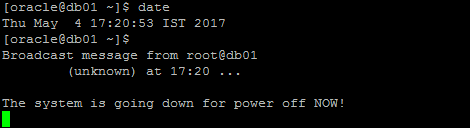 [oracle@db01 ~]$ date
Thu May  4 17:20:53 IST 2017
[oracle@db01 ~]$
Broadcast message from root@db01
        (unknown) at 17:20 ...

The system is going down for power off NOW!